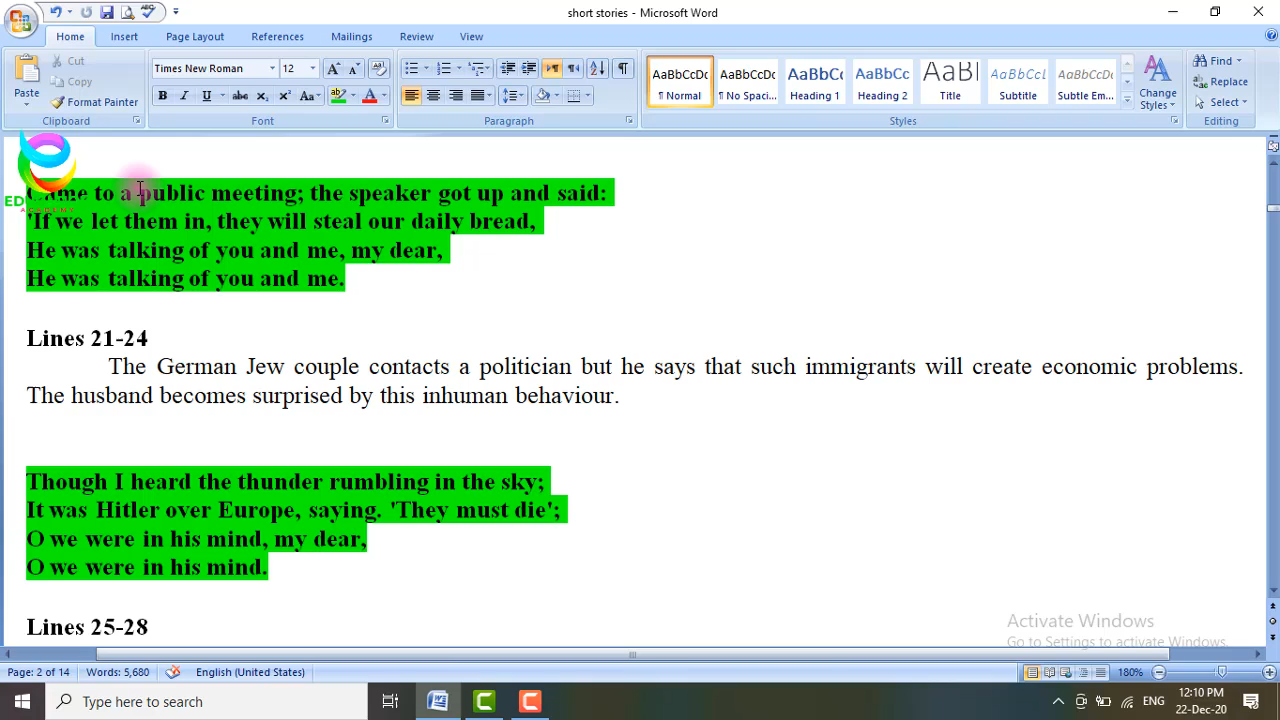 short stories - Microsoft Word
Home Insert Page Layout References Mailings Review View
Cut
Copy
Format Painter
Paste
Times New Roman 12
AaBbCcDc AaBbCcDc AaBbCc AaBbCc AaBl AaBbCcL AaBbCcDc
¶ Normal ¶ No Spaci... Heading 1 Heading 2 Title Subtitle Subtle Em...
Change Styles
Find
Replace
Select
Clipboard Font Paragraph Styles Editing
Came to a public meeting; the speaker got up and said:
'If we let them in, they will steal our daily bread,
He was talking of you and me, my dear,
He was talking of you and me.
Lines 21-24
The German Jew couple contacts a politician but he says that such immigrants will create economic problems.
The husband becomes surprised by this inhuman behaviour.
Though I heard the thunder rumbling in the sky;
It was Hitler over Europe, saying. 'They must die';
O we were in his mind, my dear,
O we were in his mind.
Lines 25-28
Activate Windows
Go to Settings to activate Windows.
Page: 2 of 14 Words: 5,680 English (United States) 180%
Type here to search
ENG
12:10 PM
22-Dec-20